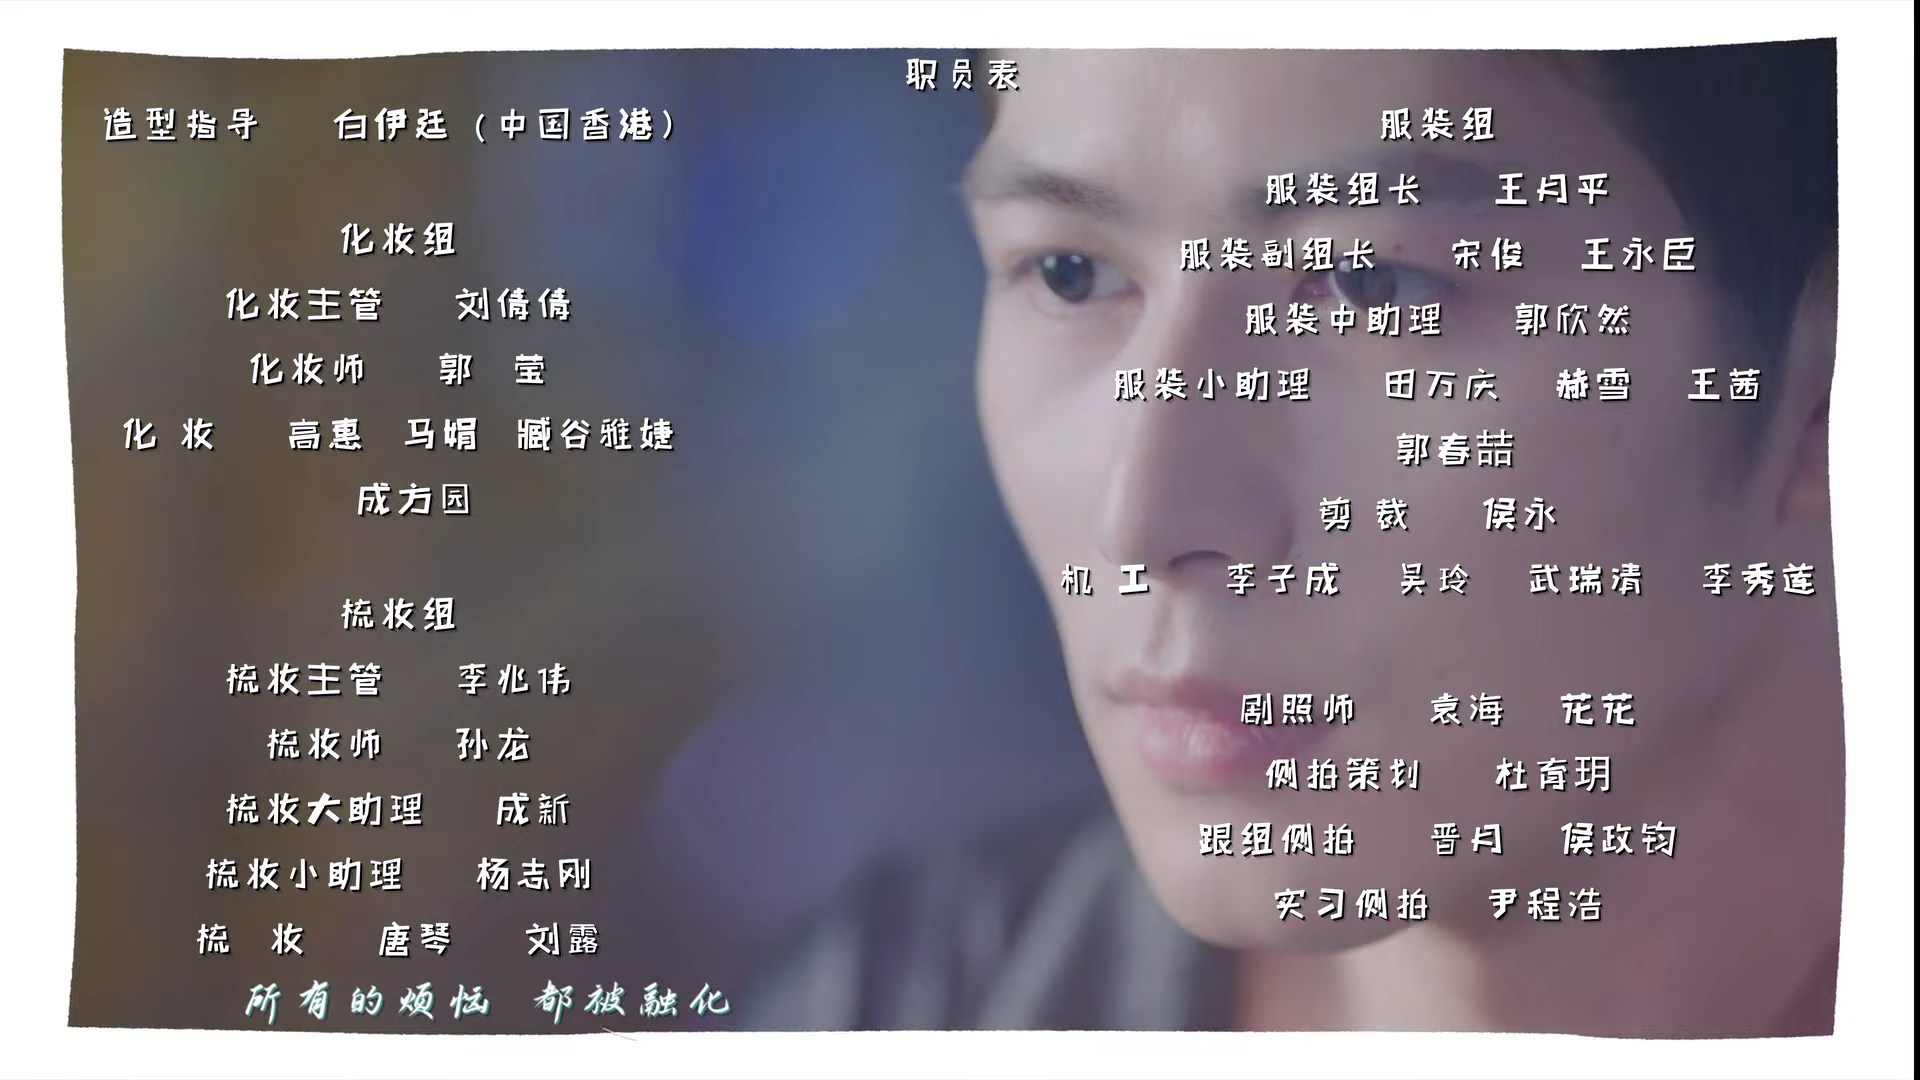 职员表
造型指导 白伊廷（中国香港）
化妆组
化妆主管 刘倩倩
化妆师 郭 莹
化 妆 高惠 马娟 臧谷雅婕
成方园
梳妆组
梳妆主管 李兆伟
梳妆师 孙龙
梳妆大助理 成新
梳妆小助理 杨志刚
梳 妆 唐琴 刘露
服装组
服装组长 王月平
服装副组长 宋俊 王永臣
服装中助理 郭欣然
服装小助理 田万庆 赫雪 王茜
郭春喆
剪 裁 侯永
机 工 李子成 吴玲 武瑞清 李秀莲
剧照师 袁海 花花
侧拍策划 杜育玥
跟组侧拍 晋月 侯政钧
实习侧拍 尹程浩
所有的烦恼 都被融化